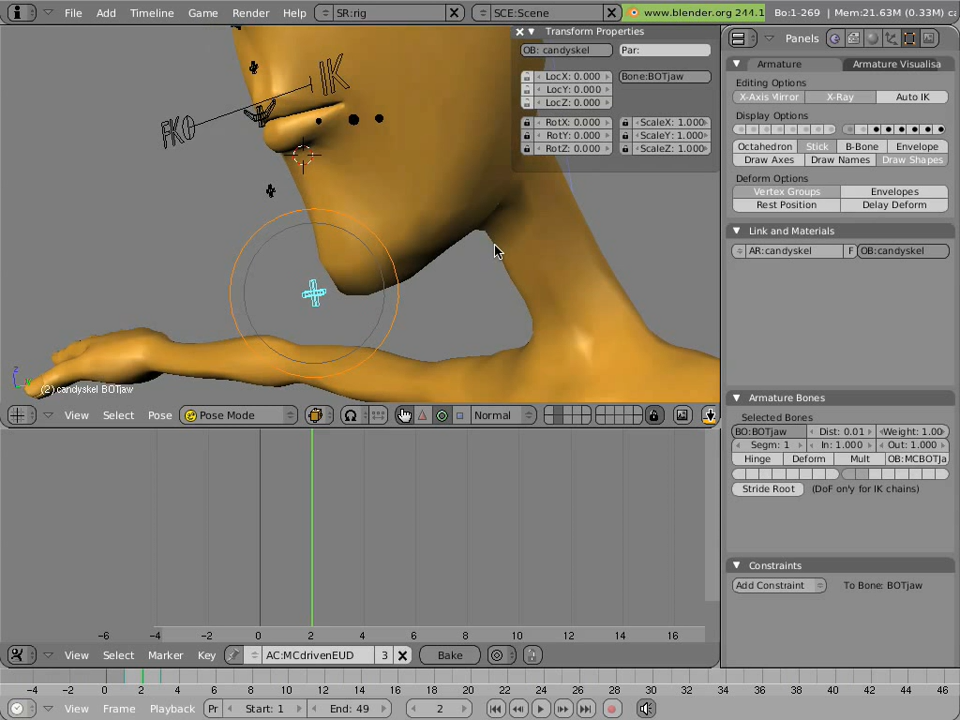 File Add Timeline Game Render Help SR:rig SCE:Scene www.blender.org 244.1 Bo:1-269 | Mem:21.63M (0.33M)
Transform Properties
OB: candyskel Par:
LocX: 0.000 Bone:BOTjaw
LocY: 0.000
LocZ: 0.000
RotX: 0.000 ScaleX: 1.000
RotY: 0.000 ScaleY: 1.000
RotZ: 0.000 ScaleZ: 1.000
IK
FK
z
(2) candyskel BOTjaw
View Select Pose Pose Mode Normal
Panels
Armature Armature Visualisa
Editing Options
X-Axis Mirror X-Ray Auto IK
Display Options
Octahedron Stick B-Bone Envelope
Draw Axes Draw Names Draw Shapes
Deform Options
Vertex Groups Envelopes
Rest Position Delay Deform
Link and Materials
AR:candyskel F OB:candyskel
Armature Bones
Selected Bones
BO:BOTjaw Dist: 0.01 Weight: 1.00
Segm: 1 In: 1.000 Out: 1.000
Hinge Deform Mult OB:MCBOTJa
Stride Root (DoF only for IK chains)
Constraints
Add Constraint To Bone: BOTjaw
-6 -4 -2 0 2 4 6 8 10 12 14 16
View Select Marker Key AC:MCdrivenEUD 3 Bake
-4 -2 0 2 4 6 8 10 12 14 16 18 20 22 24 26 28 30 32 34 36 38 40 42 44 46
View Frame Playback Pr Start: 1 End: 49 2